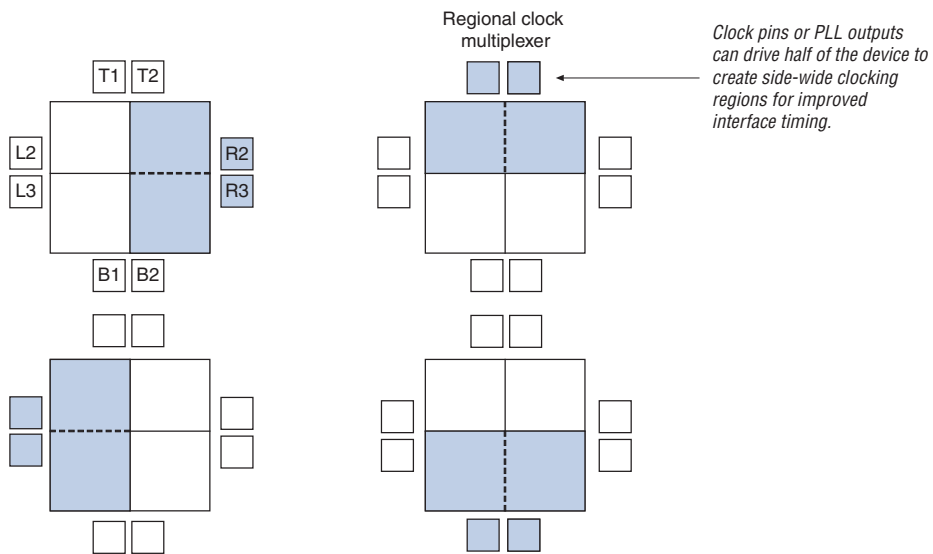 Regional clock
multiplexer
Clock pins or PLL outputs
can drive half of the device to
create side-wide clocking
regions for improved
interface timing.
T1 T2
L2
L3
R2
R3
B1 B2